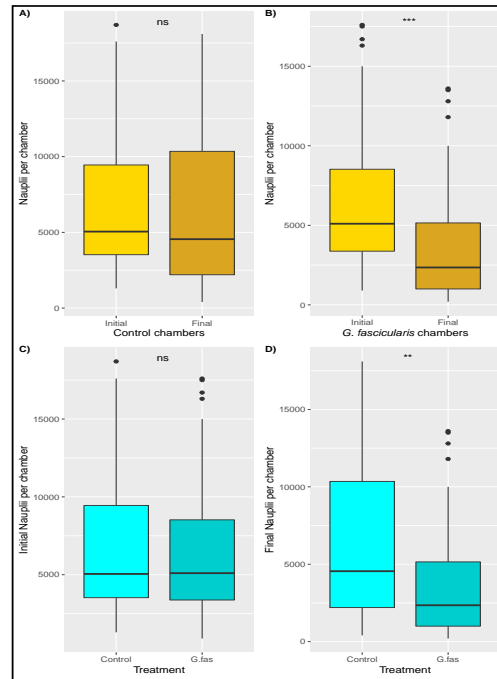 A)
ns
Nauplii per chamber
15000
10000
5000
0
Initial
Final
Control chambers
B)
***
Nauplii per chamber
15000
10000
5000
0
Initial
Final
G. fascicularis chambers
C)
ns
Initial Nauplii per chamber
15000
10000
5000
Control
G.fas
Treatment
D)
**
Final Nauplii per chamber
15000
10000
5000
0
Control
G.fas
Treatment